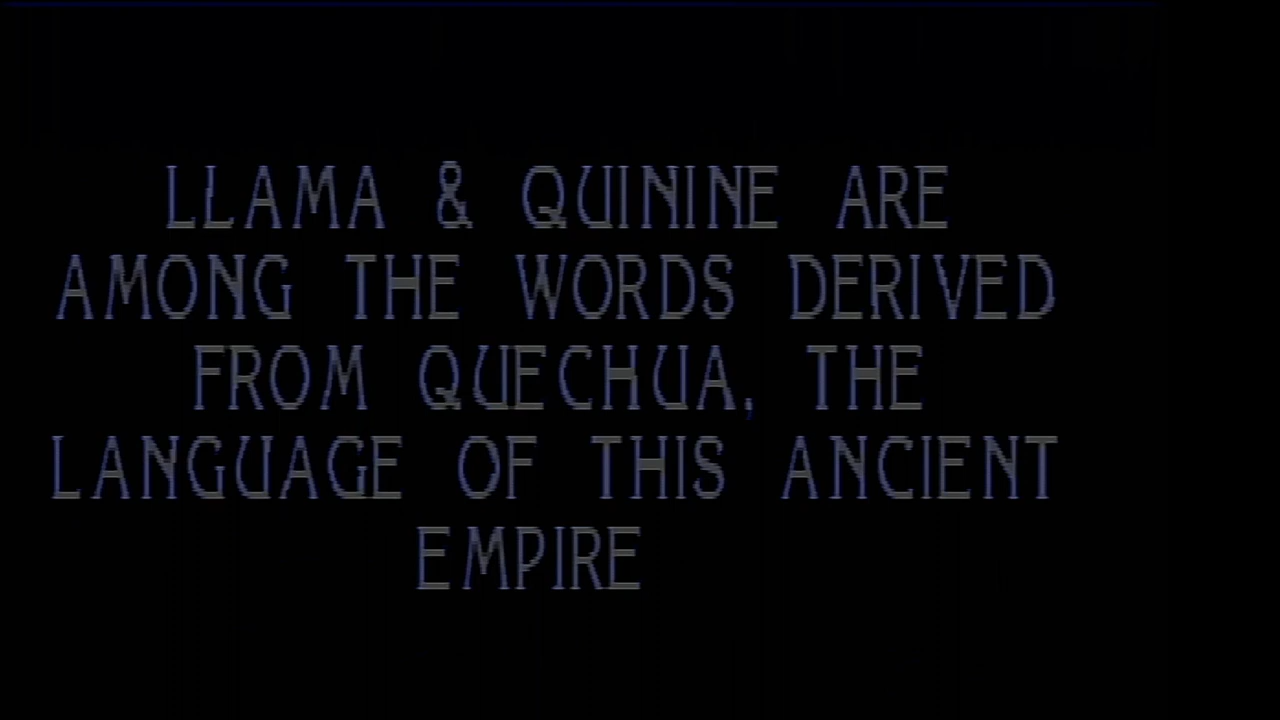 LLAMA & QUININE ARE
AMONG THE WORDS DERIVED
FROM QUECHUA, THE
LANGUAGE OF THIS ANCIENT
EMPIRE